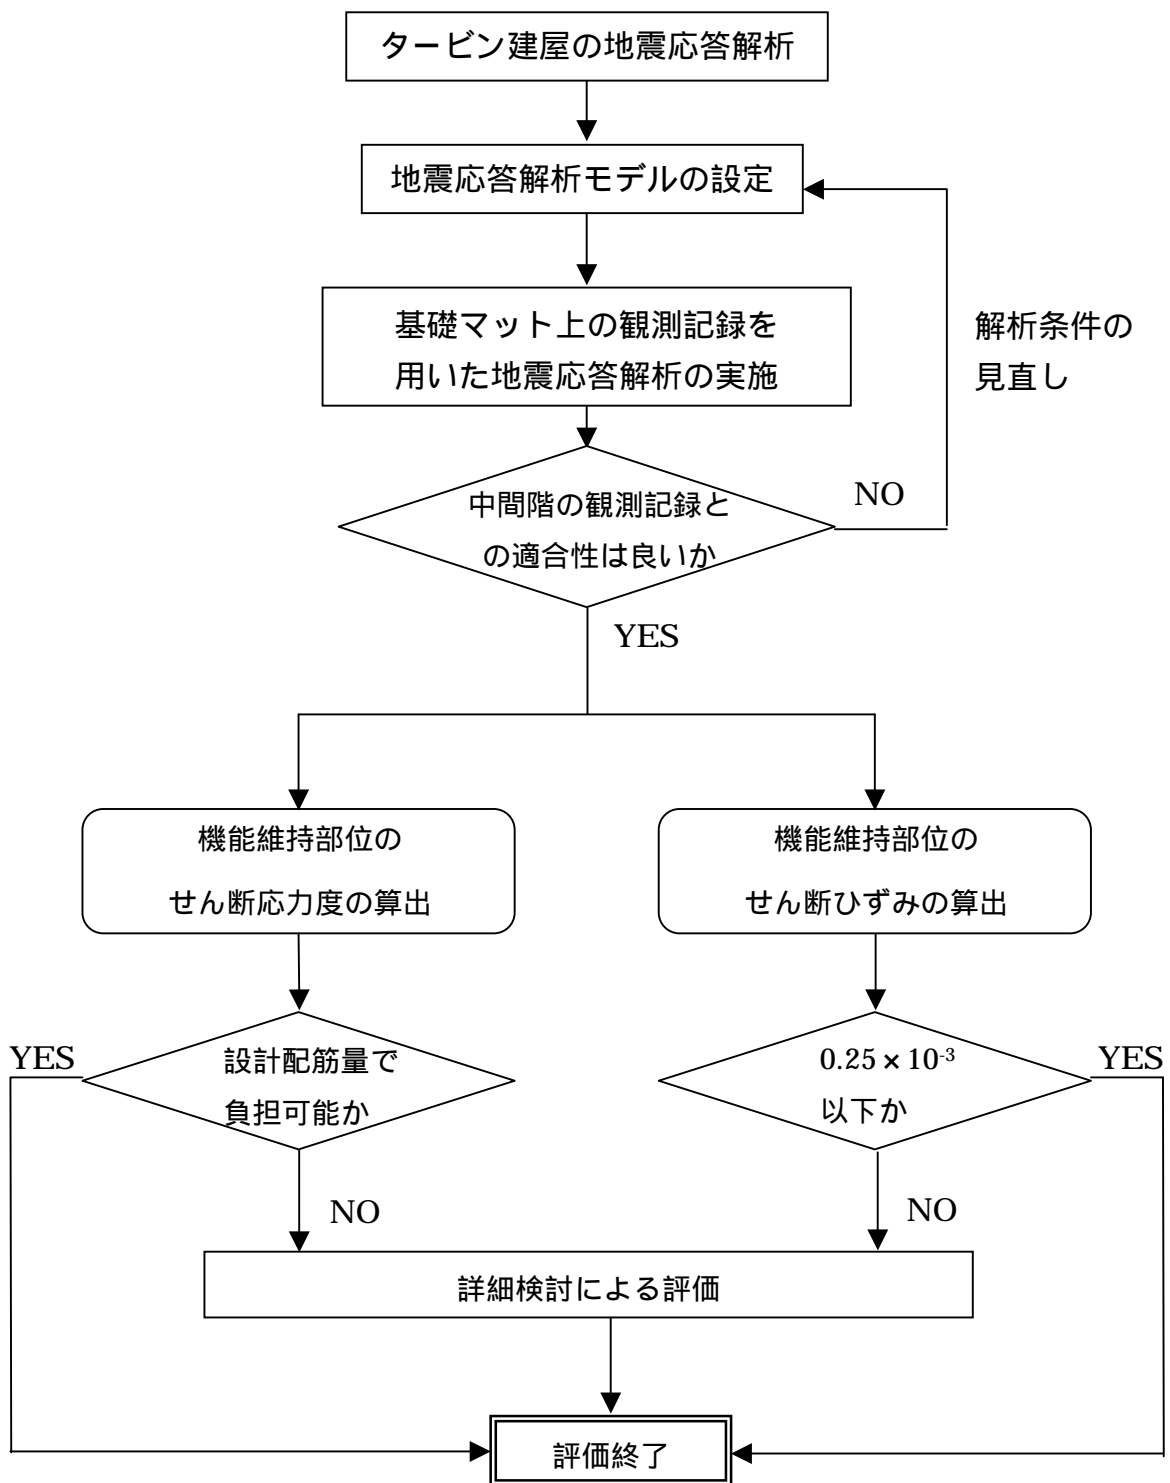 タービン建屋の地震応答解析
地震応答解析モデルの設定
基礎マット上の観測記録を
用いた地震応答解析の実施
解析条件の
見直し
中間階の観測記録と
の適合性は良いか
NO
YES
機能維持部位の
せん断応力度の算出
機能維持部位の
せん断ひずみの算出
YES
設計配筋量で
負担可能か
0.25×10-3
以下か
YES
NO
NO
詳細検討による評価
評価終了